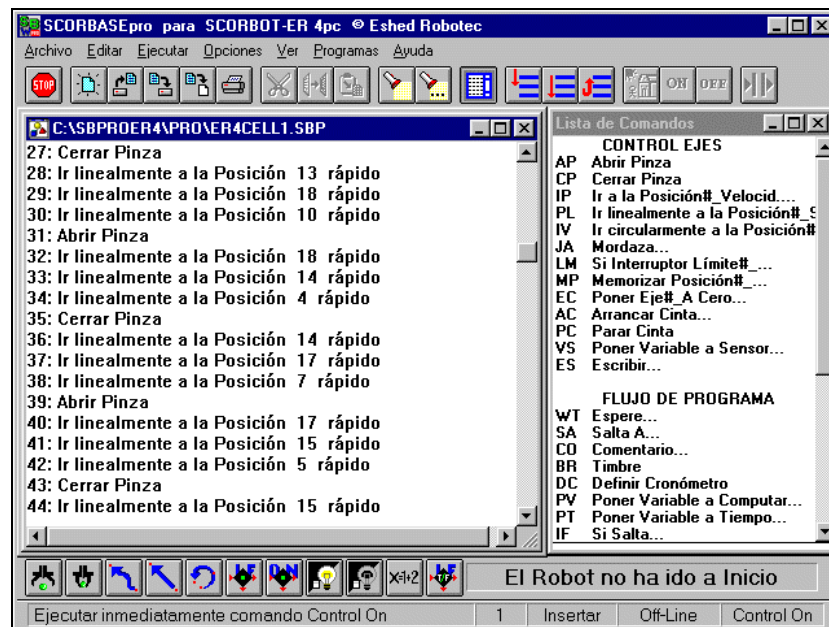 SCORBASEpro para SCORBOT-ER 4pc © Eshed Robotec
Archivo Editar Ejecutar Opciones Ver Programas Ayuda
STOP
ON OFF
C:\SBPROER4\PRO\ER4CELL1.SBP
27: Cerrar Pinza
28: Ir linealmente a la Posición 13 rápido
29: Ir linealmente a la Posición 18 rápido
30: Ir linealmente a la Posición 10 rápido
31: Abrir Pinza
32: Ir linealmente a la Posición 18 rápido
33: Ir linealmente a la Posición 14 rápido
34: Ir linealmente a la Posición 4 rápido
35: Cerrar Pinza
36: Ir linealmente a la Posición 14 rápido
37: Ir linealmente a la Posición 17 rápido
38: Ir linealmente a la Posición 7 rápido
39: Abrir Pinza
40: Ir linealmente a la Posición 17 rápido
41: Ir linealmente a la Posición 15 rápido
42: Ir linealmente a la Posición 5 rápido
43: Cerrar Pinza
44: Ir linealmente a la Posición 15 rápido
Lista de Comandos
CONTROL EJES
AP Abrir Pinza
CP Cerrar Pinza
IP Ir a la Posición#_Velocid....
PL Ir linealmente a la Posición#_S
IV Ir circularmente a la Posición#
JA Mordaza...
LM Si Interruptor Límite#_...
MP Memorizar Posición#_...
EC Poner Eje#_A Cero...
AC Arrancar Cinta...
PC Parar Cinta
VS Poner Variable a Sensor...
ES Escribir...
FLUJO DE PROGRAMA
WT Espere...
SA Salta A...
CO Comentario...
BR Timbre
DC Definir Cronómetro
PV Poner Variable a Computar...
PT Poner Variable a Tiempo...
IF Si Salta...
X=1+2
El Robot no ha ido a Inicio
Ejecutar inmediatamente comando Control On 1 Insertar Off-Line Control On